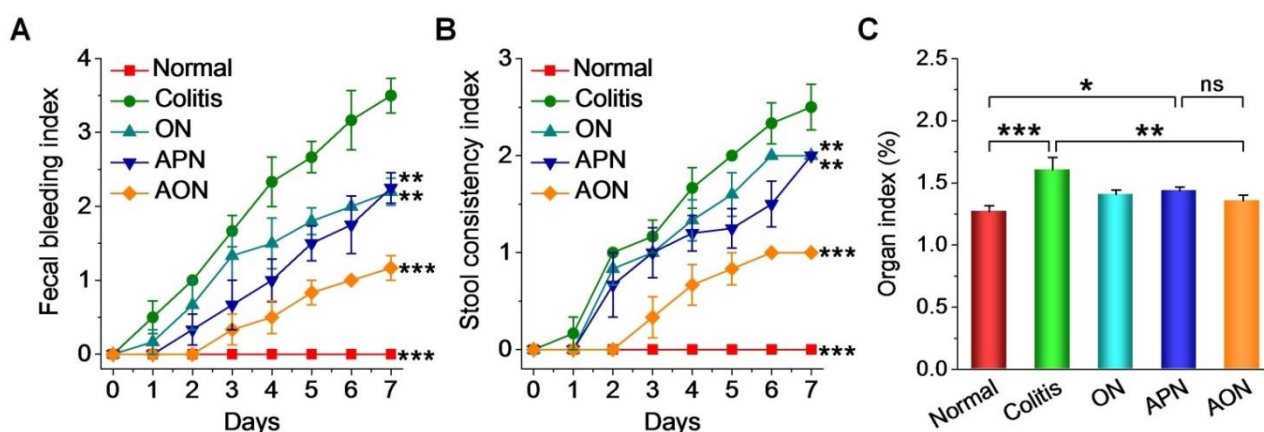 A
Fecal bleeding index
4
3
2
1
0
Normal
Colitis
ON
APN
AON
**
**
***
***
0 1 2 3 4 5 6 7
Days
B
Stool consistency index
3
2
1
0
Normal
Colitis
ON
APN
AON
**
**
***
***
0 1 2 3 4 5 6 7
Days
C
Organ index (%)
2.5
2.0
1.5
1.0
0.5
0.0
* ns
*** **
Normal Colitis ON APN AON